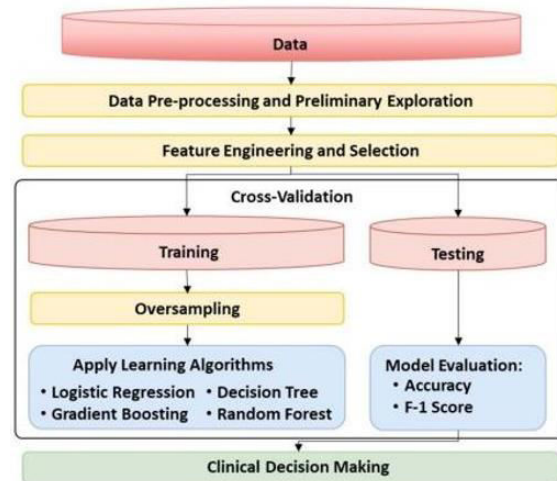 Data
Data Pre-processing and Preliminary Exploration
Feature Engineering and Selection
Cross-Validation
Training
Testing
Oversampling
Apply Learning Algorithms
• Logistic Regression • Decision Tree
• Gradient Boosting • Random Forest
Model Evaluation:
• Accuracy
• F-1 Score
Clinical Decision Making